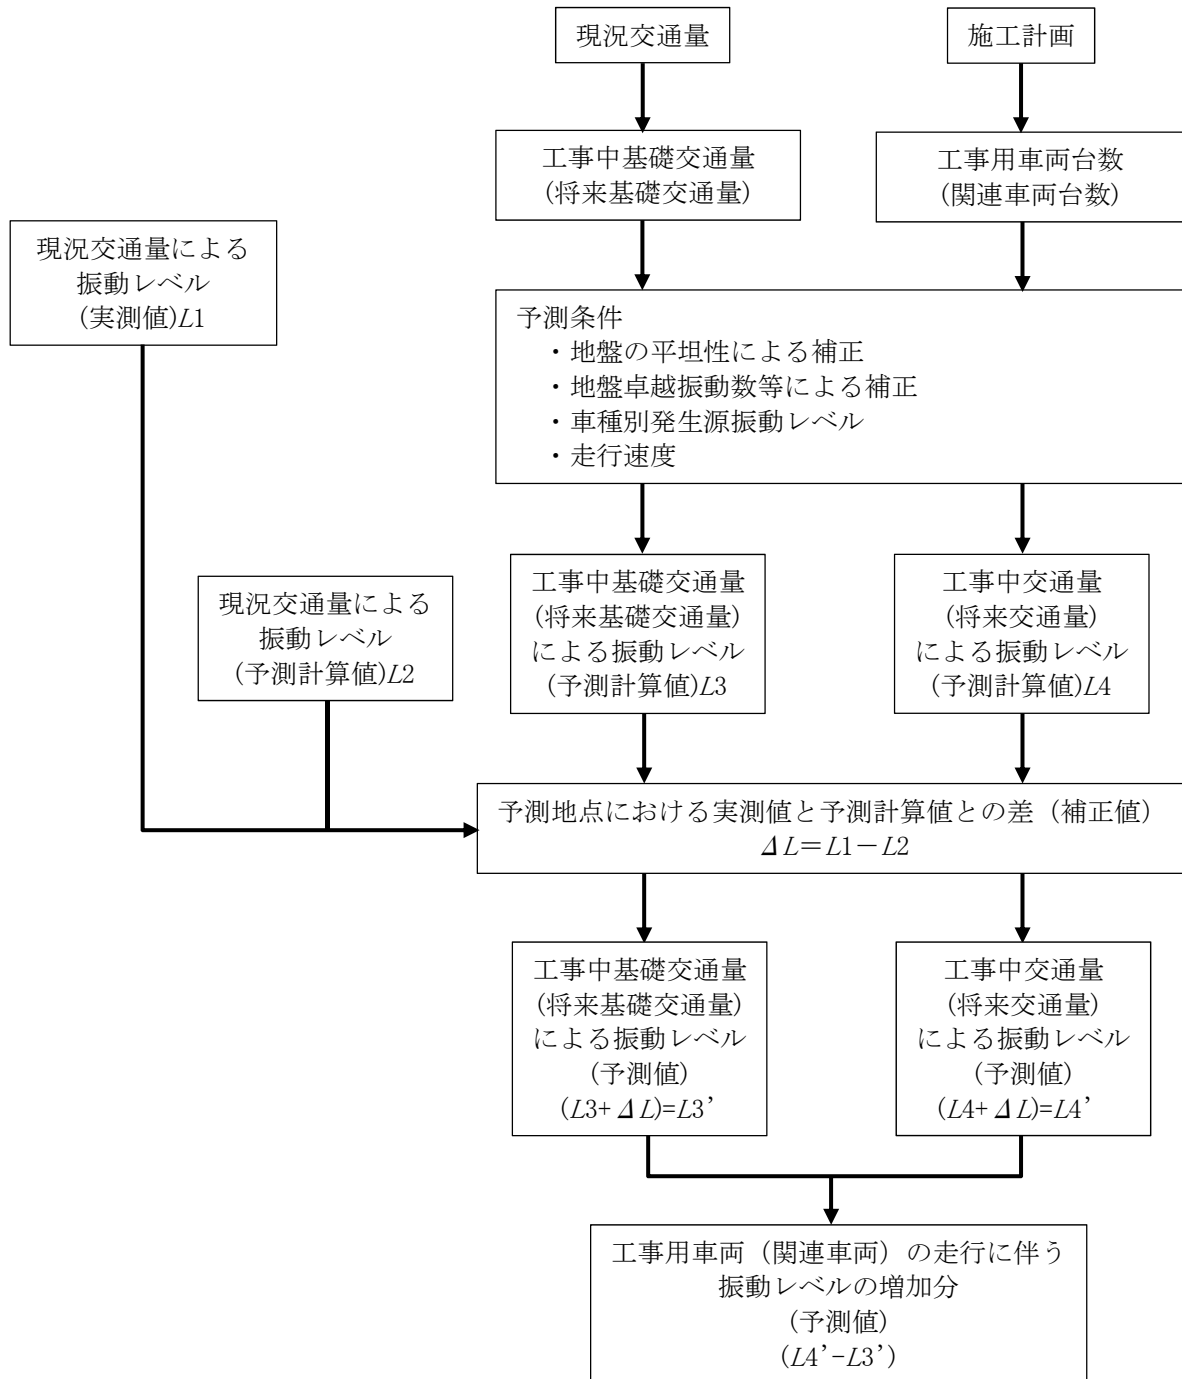 現況交通量
施工計画
工事中基礎交通量
(将来基礎交通量)
工事用車両台数
(関連車両台数)
現況交通量による
振動レベル
(実測値)L1
予測条件
・地盤の平坦性による補正
・地盤卓越振動数等による補正
・車種別発生源振動レベル
・走行速度
現況交通量による
振動レベル
(予測計算値)L2
工事中基礎交通量
(将来基礎交通量)
による振動レベル
(予測計算値)L3
工事中交通量
(将来交通量)
による振動レベル
(予測計算値)L4
予測地点における実測値と予測計算値との差（補正値）
ΔL＝L1－L2
工事中基礎交通量
(将来基礎交通量)
による振動レベル
(予測値)
(L3+ΔL)=L3’
工事中交通量
(将来交通量)
による振動レベル
(予測値)
(L4+ΔL)=L4’
工事用車両（関連車両）の走行に伴う
振動レベルの増加分
(予測値)
(L4’-L3’)